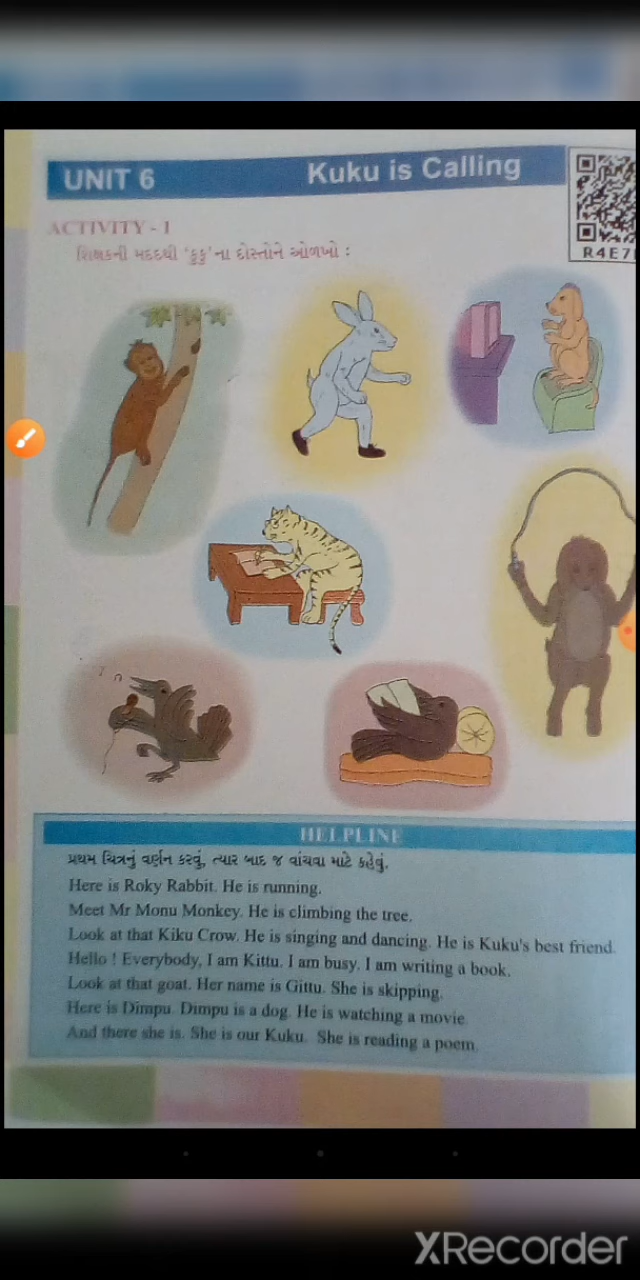 UNIT 6
Kuku is Calling
R4E7
ACTIVITY - 1
શિક્ષકની મદદથી ‘કુકુ’ના દોસ્તોને ઓળખો :
HELPLINE
પ્રથમ ચિત્રનું વર્ણન કરવું, ત્યાર બાદ જ વાંચવા માટે કહેવું.
Here is Roky Rabbit. He is running.
Meet Mr Monu Monkey. He is climbing the tree.
Look at that Kiku Crow. He is singing and dancing. He is Kuku's best friend.
Hello ! Everybody, I am Kittu. I am busy. I am writing a book.
Look at that goat. Her name is Gittu. She is skipping.
Here is Dimpu. Dimpu is a dog. He is watching a movie.
And there she is. She is our Kuku. She is reading a poem.
XRecorder